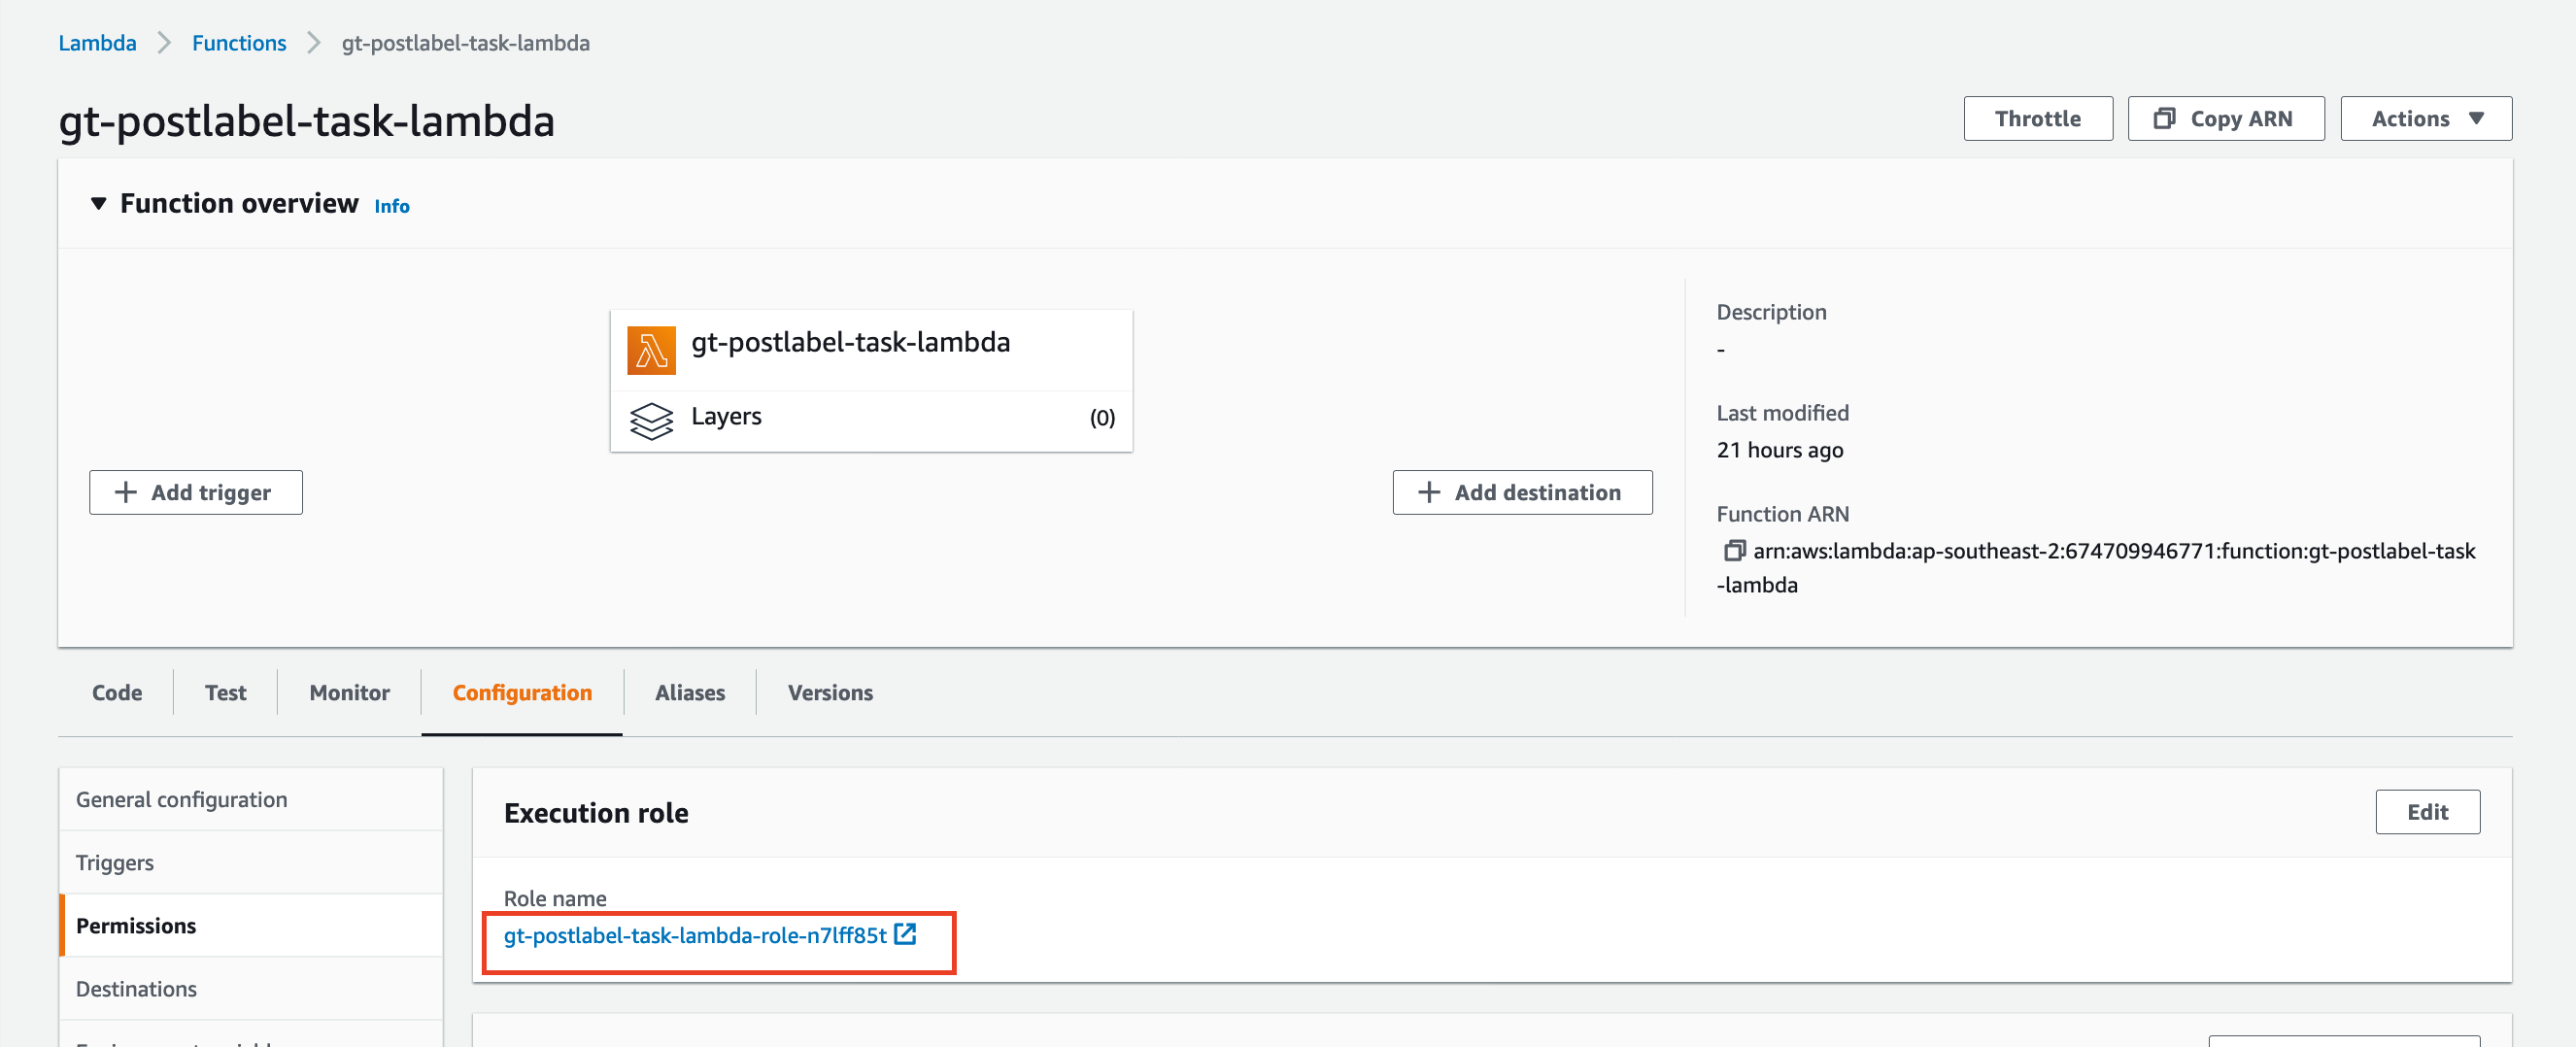 Lambda > Functions > gt-postlabel-task-lambda
gt-postlabel-task-lambda
Throttle
Copy ARN
Actions
Function overview Info
gt-postlabel-task-lambda
Layers (0)
Add trigger
Add destination
Description
-
Last modified
21 hours ago
Function ARN
arn:aws:lambda:ap-southeast-2:674709946771:function:gt-postlabel-task
-lambda
Code
Test
Monitor
Configuration
Aliases
Versions
General configuration
Triggers
Permissions
Destinations
Execution role
Edit
Role name
gt-postlabel-task-lambda-role-n7lff85t